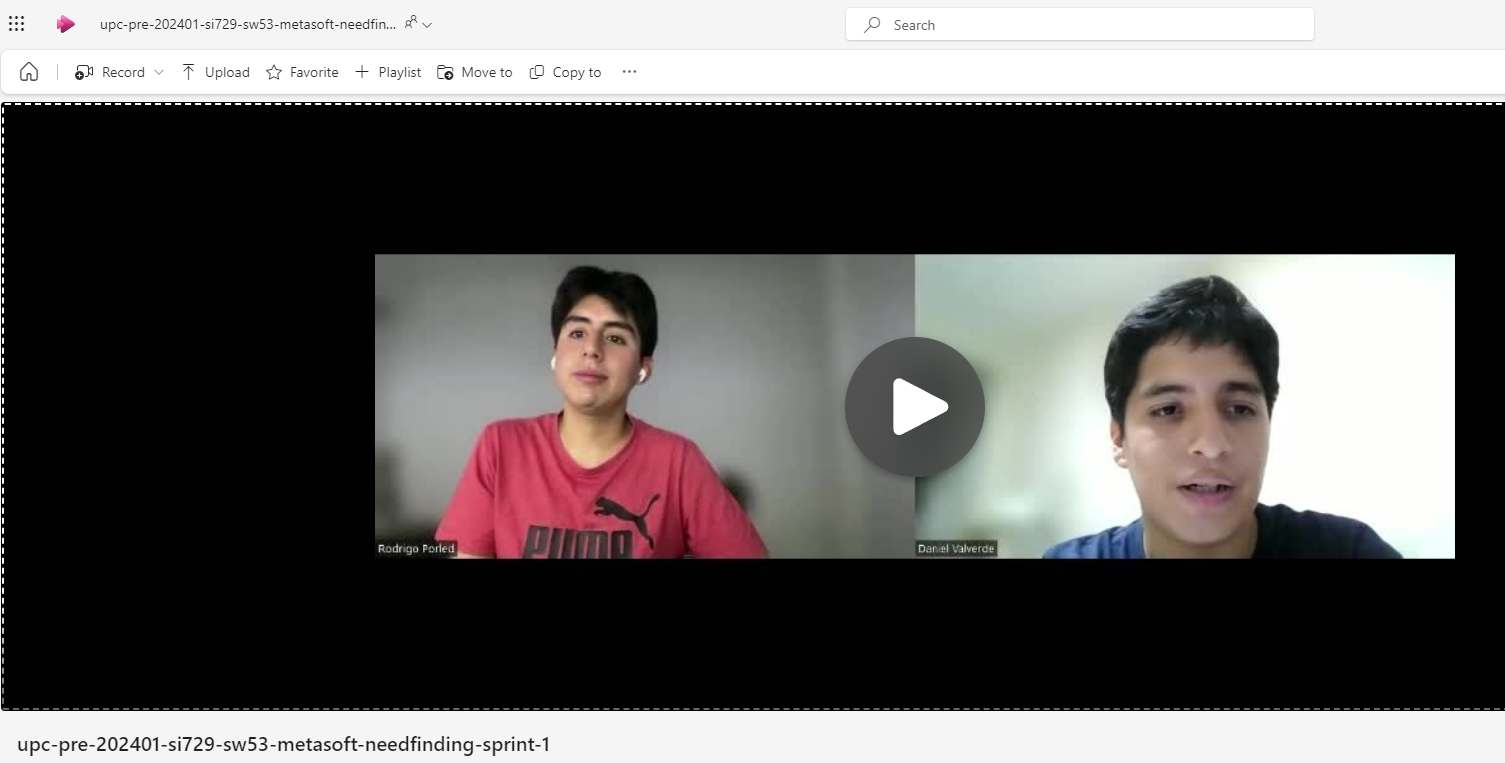 upc-pre-202401-si729-sw53-metasoft-needfin...
Search
Record
Upload
Favorite
Playlist
Move to
Copy to
PUMA
Rodrigo Porled
Daniel Valverde
upc-pre-202401-si729-sw53-metasoft-needfinding-sprint-1